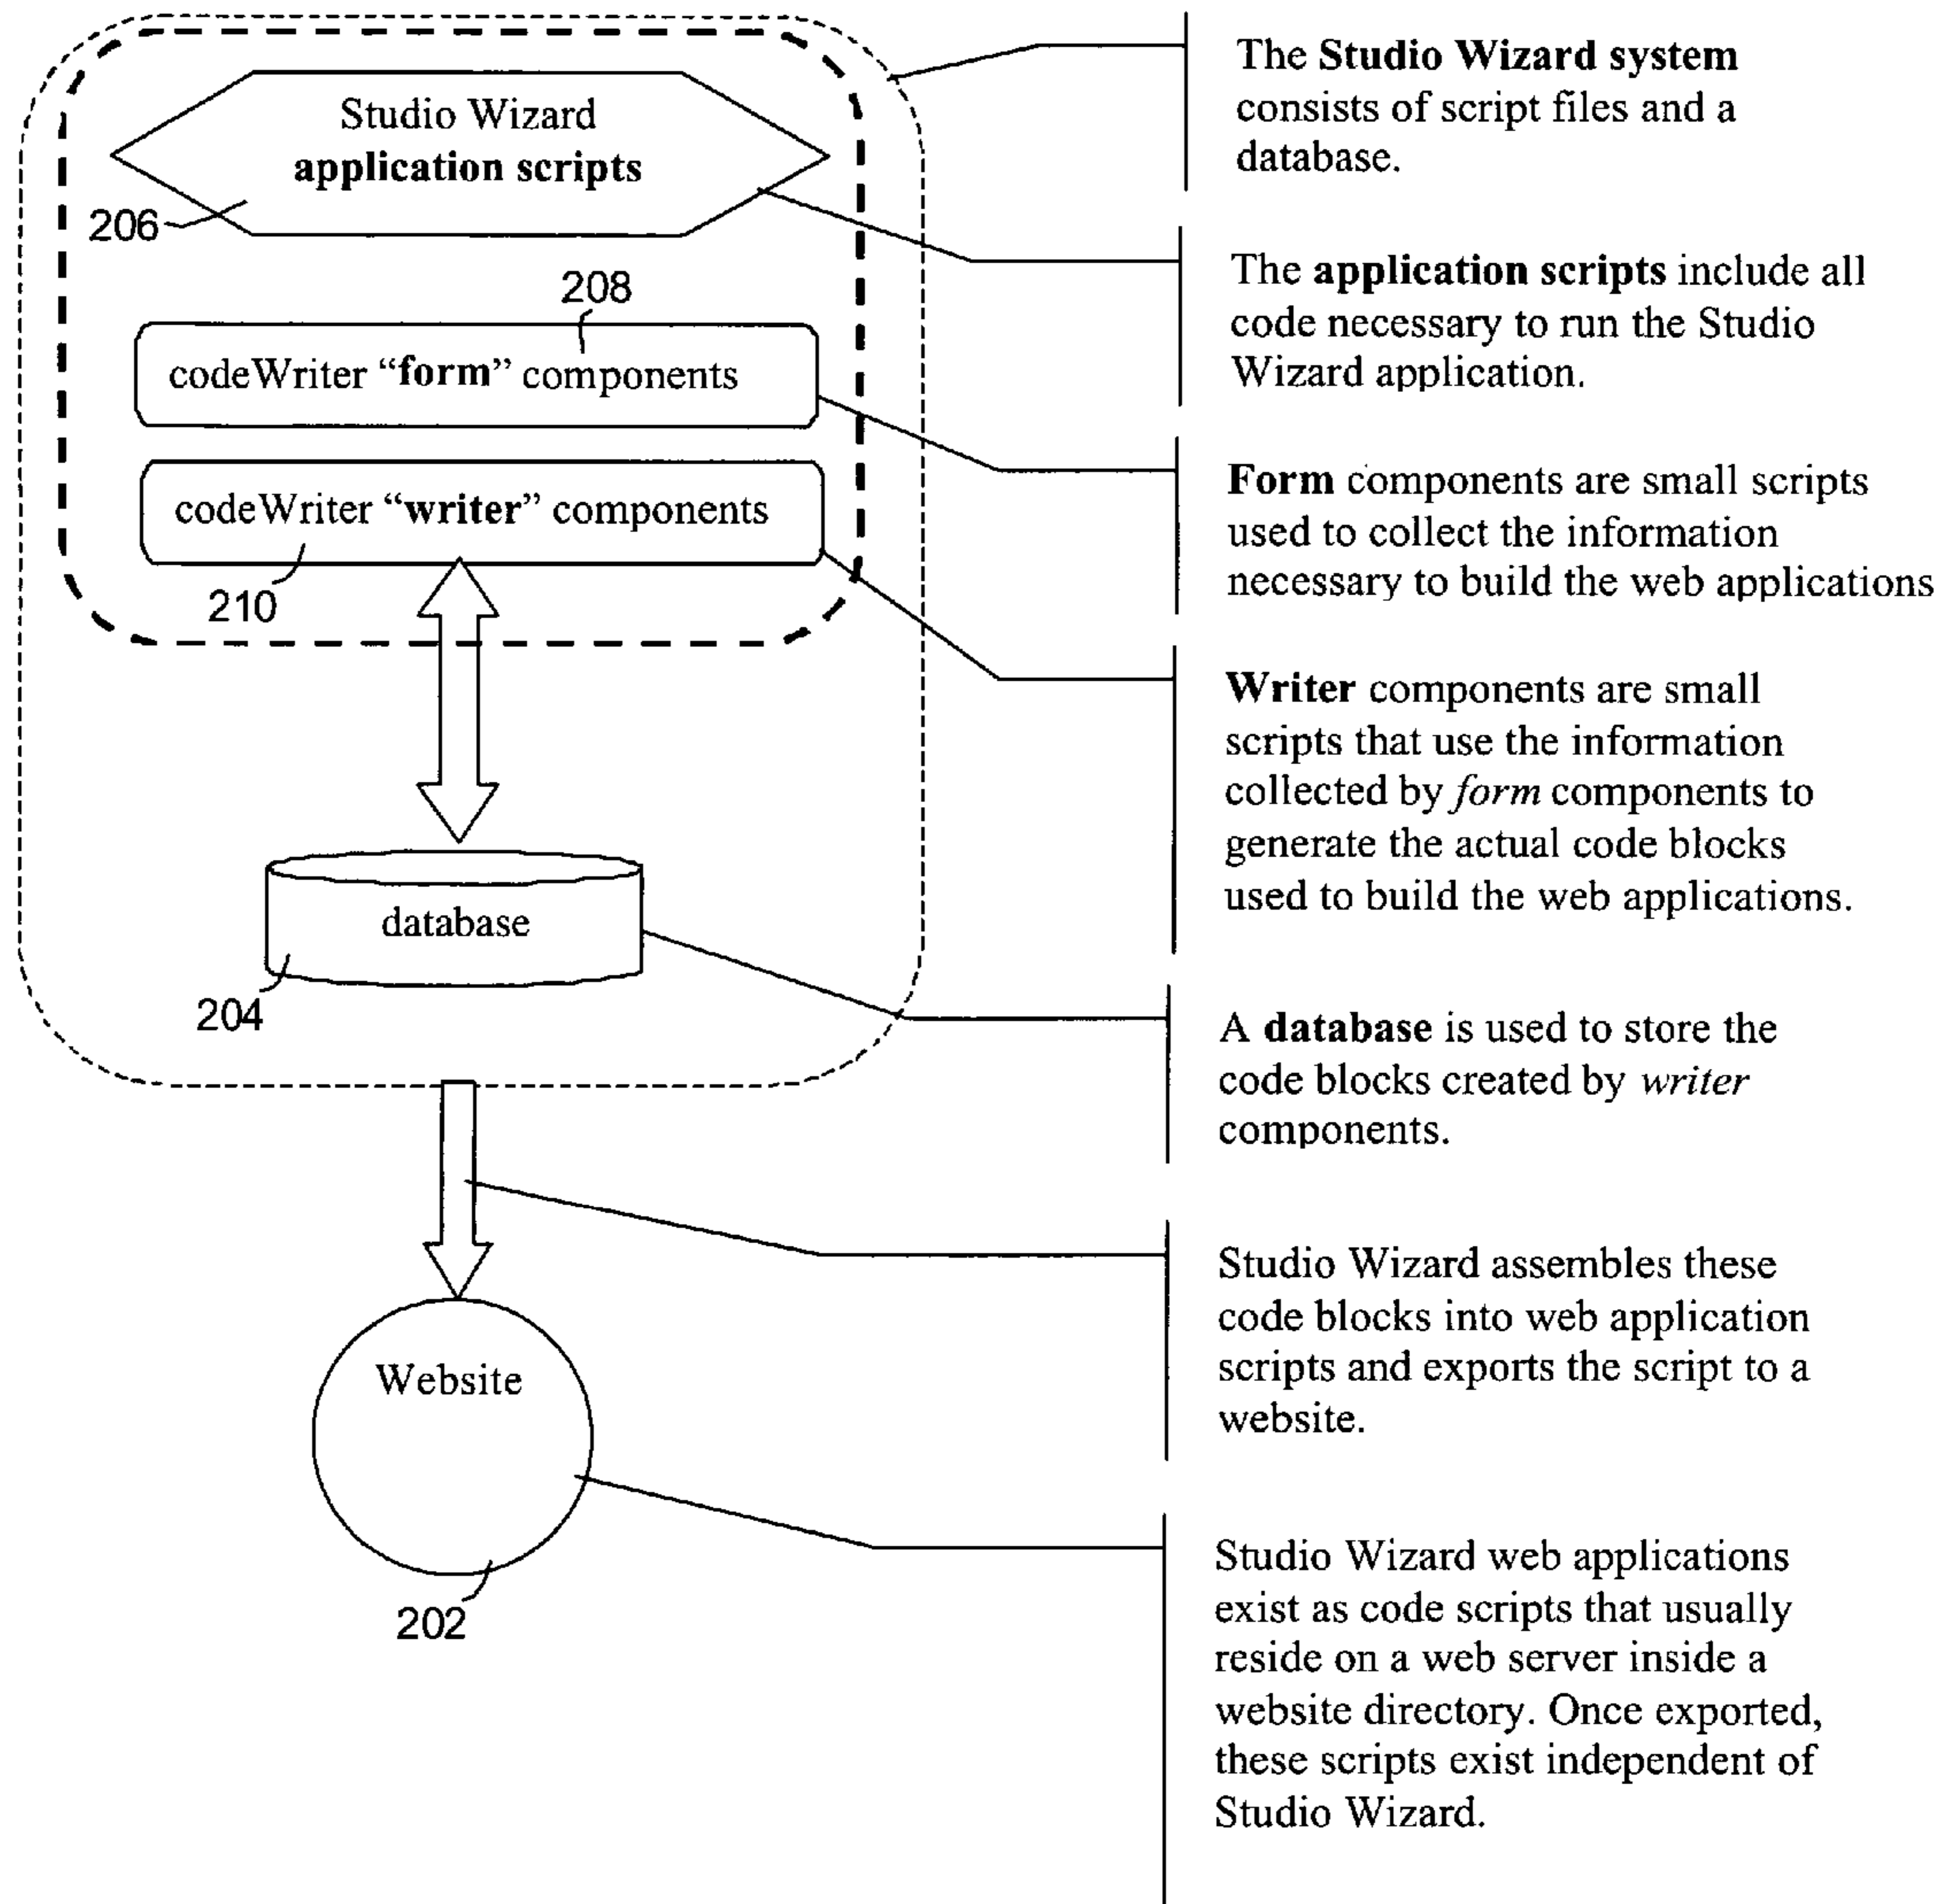 Studio Wizard
application scripts
206
208
codeWriter “form” components
codeWriter “writer” components
210
database
204
Website
202
The Studio Wizard system
consists of script files and a
database.
The application scripts include all
code necessary to run the Studio
Wizard application.
Form components are small scripts
used to collect the information
necessary to build the web applications
Writer components are small
scripts that use the information
collected by form components to
generate the actual code blocks
used to build the web applications.
A database is used to store the
code blocks created by writer
components.
Studio Wizard assembles these
code blocks into web application
scripts and exports the script to a
website.
Studio Wizard web applications
exist as code scripts that usually
reside on a web server inside a
website directory. Once exported,
these scripts exist independent of
Studio Wizard.